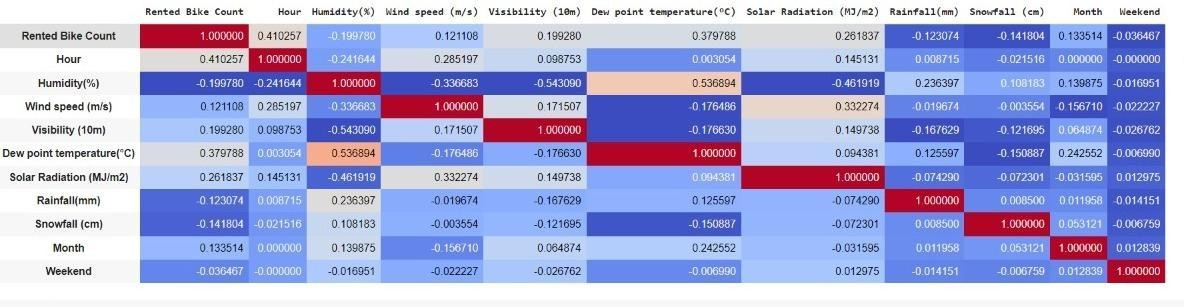 Rented Bike Count Hour Humidity(%) Wind speed (m/s) Visibility (10m) Dew point temperature(°C) Solar Radiation (MJ/m2) Rainfall(mm) Snowfall (cm) Month Weekend
Rented Bike Count 1.000000 0.410257 -0.199780 0.121108 0.199280 0.379788 0.261837 -0.123074 -0.141804 0.133514 -0.036467
Hour 0.410257 1.000000 -0.241644 0.285197 0.098753 0.003054 0.145131 0.008715 -0.021516 0.000000 -0.000000
Humidity(%) -0.199780 -0.241644 1.000000 -0.336683 -0.543090 0.536894 -0.461919 0.236397 0.108183 0.139875 -0.016951
Wind speed (m/s) 0.121108 0.285197 -0.336683 1.000000 0.171507 -0.176486 0.332274 -0.019674 -0.003554 -0.156710 -0.022227
Visibility (10m) 0.199280 0.098753 -0.543090 0.171507 1.000000 -0.176630 0.149738 -0.167629 -0.121695 0.064874 -0.026762
Dew point temperature(°C) 0.379788 0.003054 0.536894 -0.176486 -0.176630 1.000000 0.094381 0.125597 -0.150887 0.242552 -0.006990
Solar Radiation (MJ/m2) 0.261837 0.145131 -0.461919 0.332274 0.149738 0.094381 1.000000 -0.074290 -0.072301 -0.031595 0.012975
Rainfall(mm) -0.123074 0.008715 0.236397 -0.019674 -0.167629 0.125597 -0.074290 1.000000 0.008500 0.011958 -0.014151
Snowfall (cm) -0.141804 -0.021516 0.108183 -0.003554 -0.121695 -0.150887 -0.072301 0.008500 1.000000 0.053121 -0.006759
Month 0.133514 0.000000 0.139875 -0.156710 0.064874 0.242552 -0.031595 0.011958 0.053121 1.000000 0.012839
Weekend -0.036467 -0.000000 -0.016951 -0.022227 -0.026762 -0.006990 0.012975 -0.014151 -0.006759 0.012839 1.000000